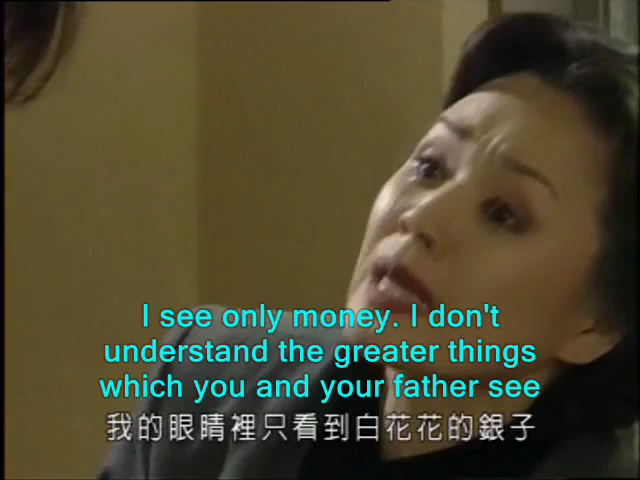 I see only money. I don't
understand the greater things
which you and your father see
我的眼睛裡只看到白花花的銀子